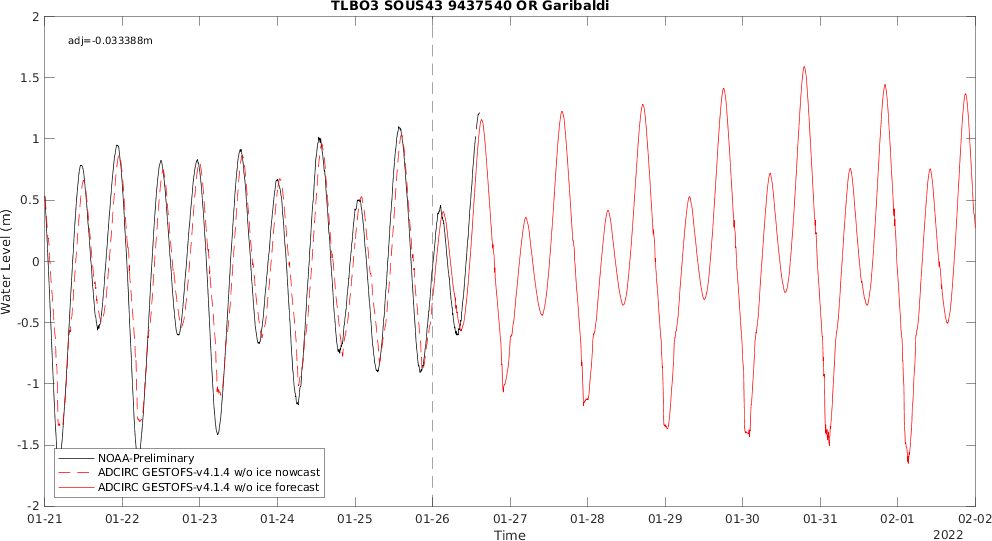 TLBO3 SOUS43 9437540 OR Garibaldi
adj=-0.033388m
2
1.5
1
0.5
0
-0.5
-1
-1.5
-2
Water Level (m)
NOAA-Preliminary
ADCIRC GESTOFS-v4.1.4 w/o ice nowcast
ADCIRC GESTOFS-v4.1.4 w/o ice forecast
01-21 01-22 01-23 01-24 01-25 01-26 01-27 01-28 01-29 01-30 01-31 02-01 02-02
Time
2022